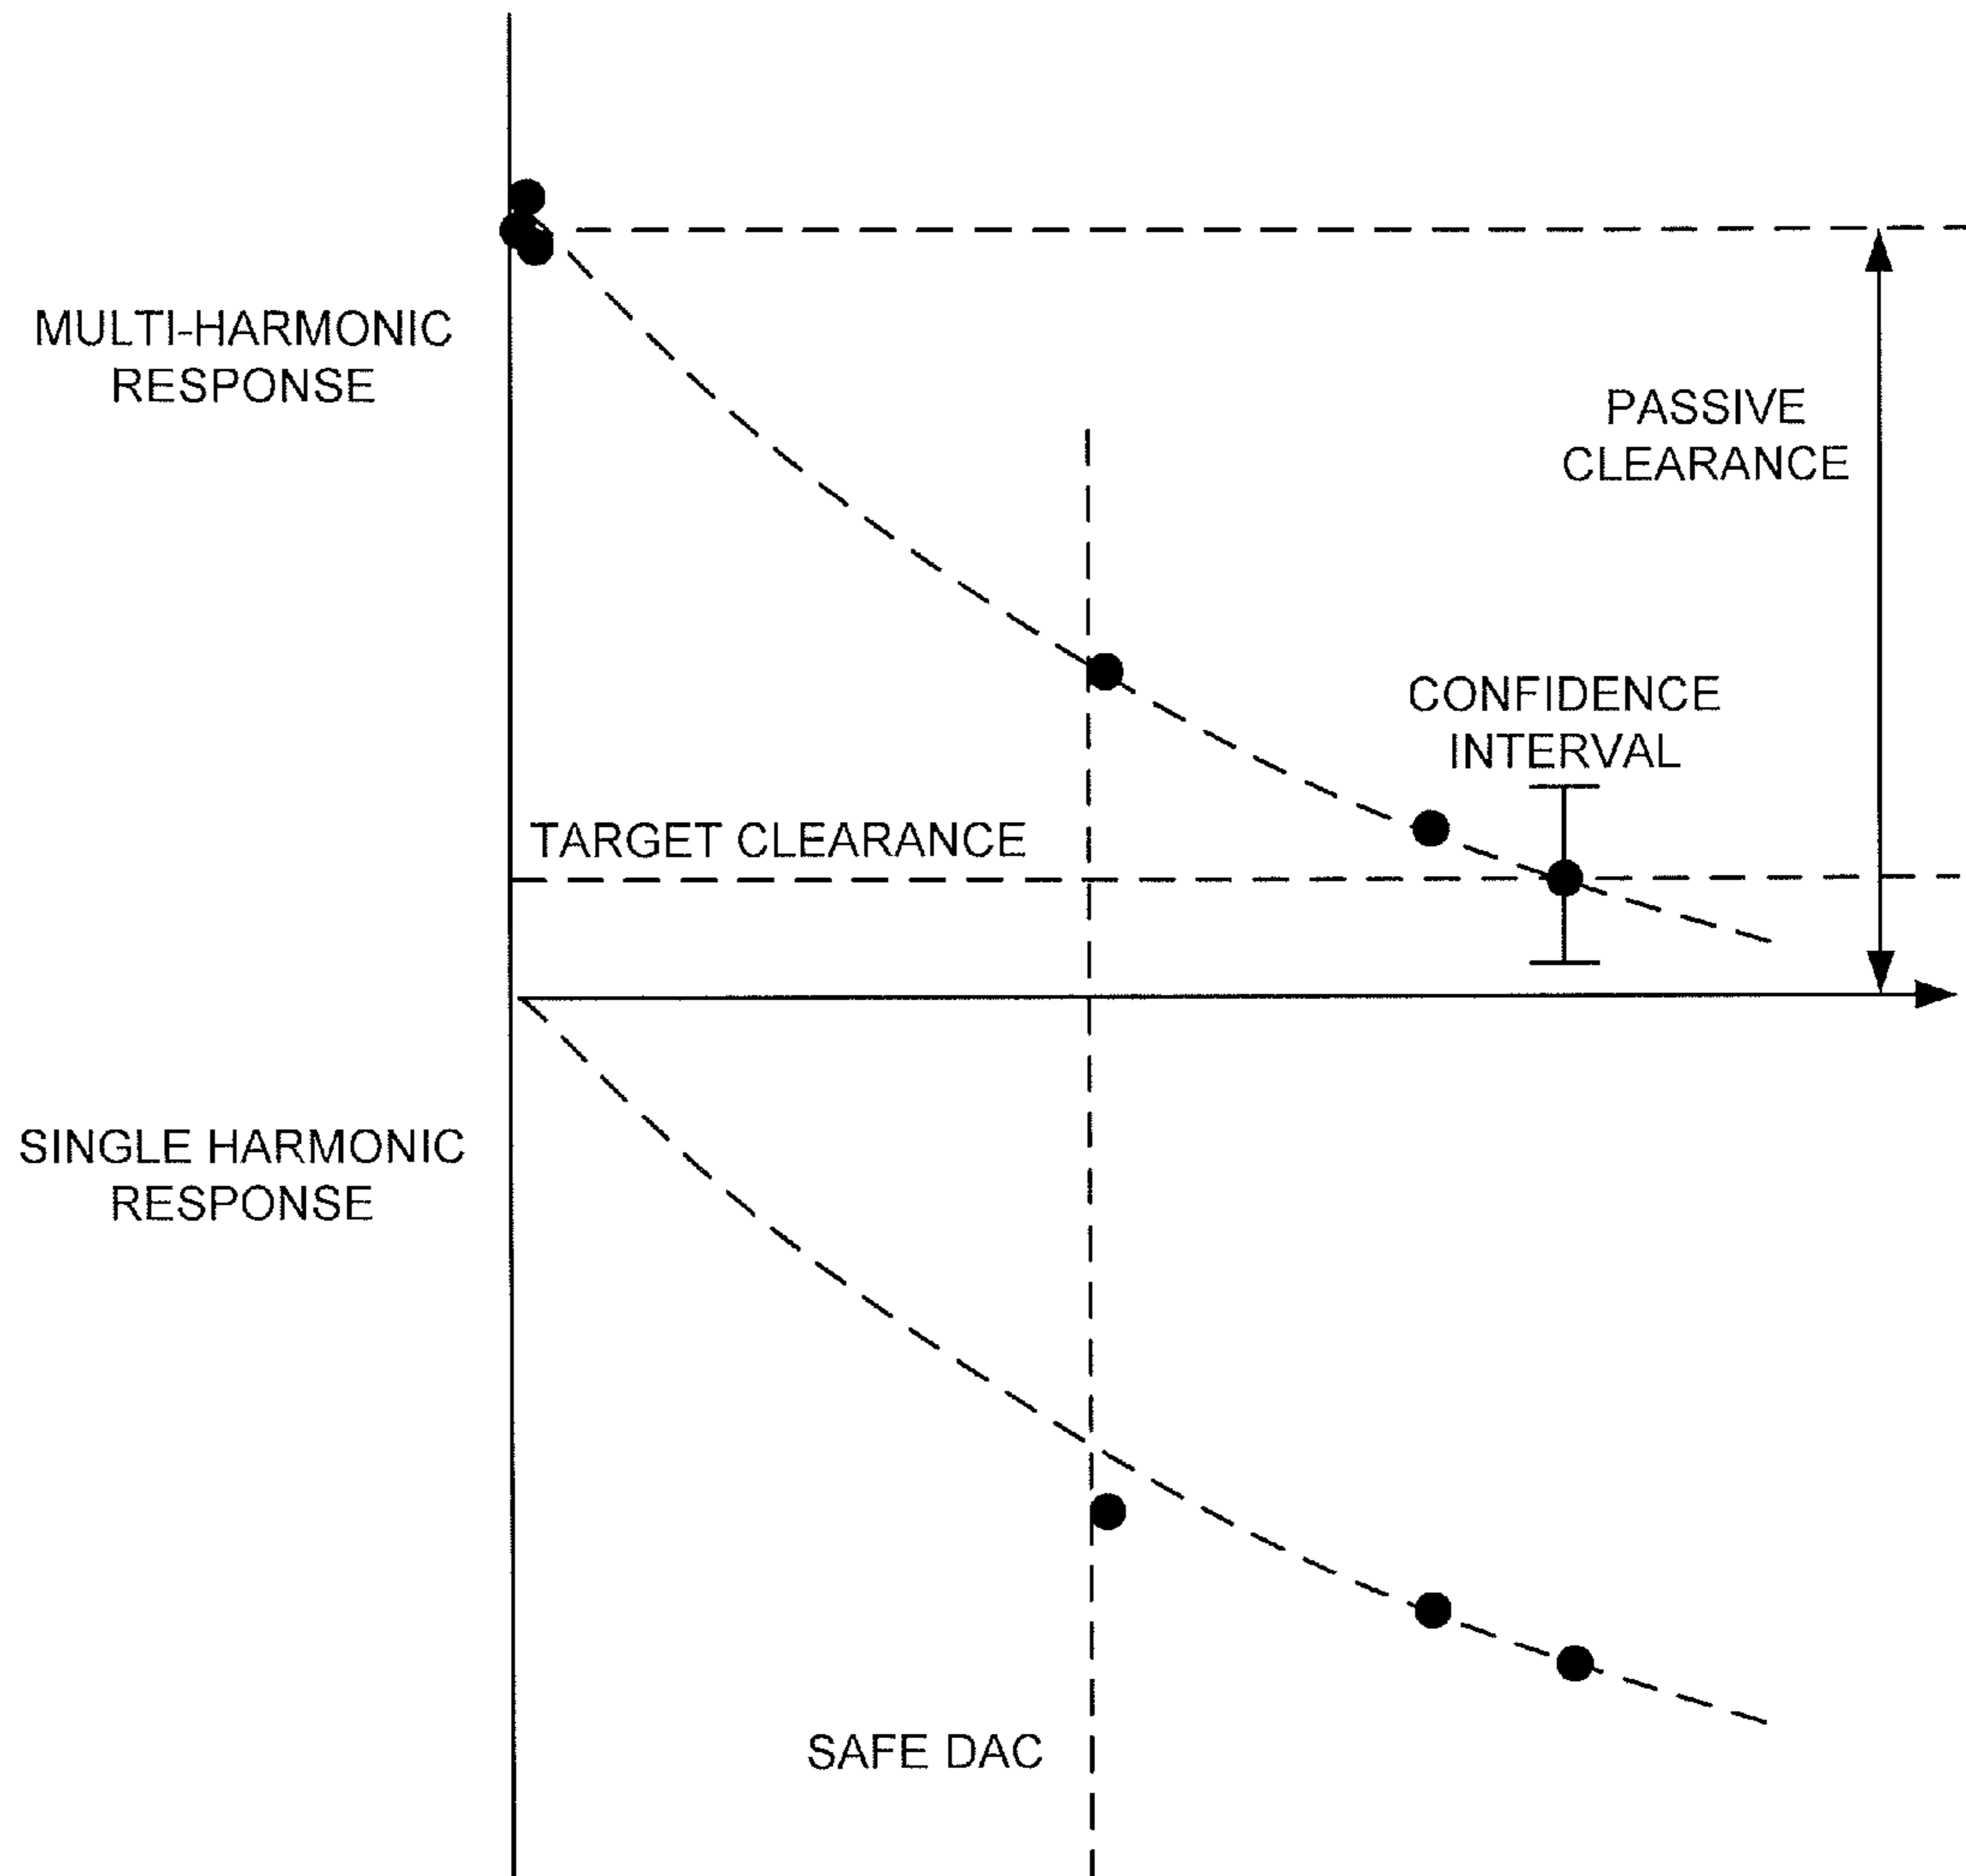 MULTI-HARMONIC
RESPONSE
PASSIVE
CLEARANCE
CONFIDENCE
INTERVAL
TARGET CLEARANCE
SINGLE HARMONIC
RESPONSE
SAFE DAC